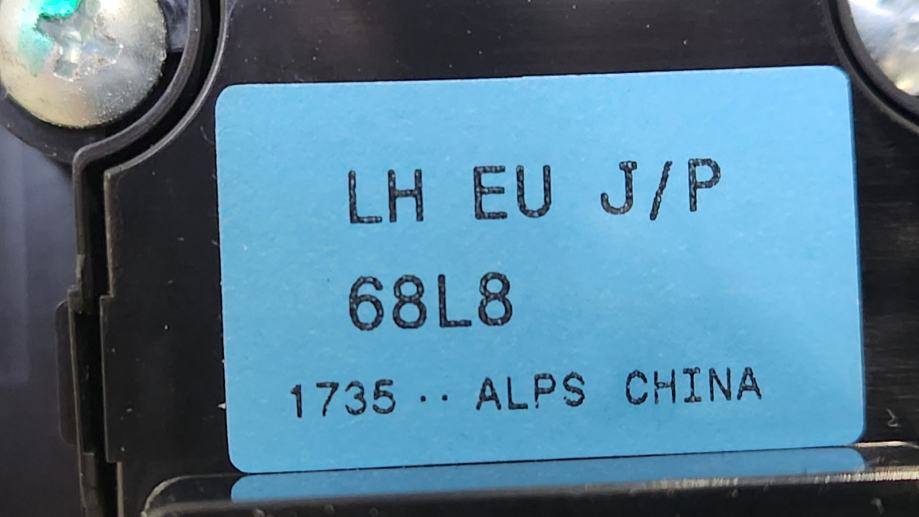 LH EU J/P
68L8
1735 ·· ALPS CHINA